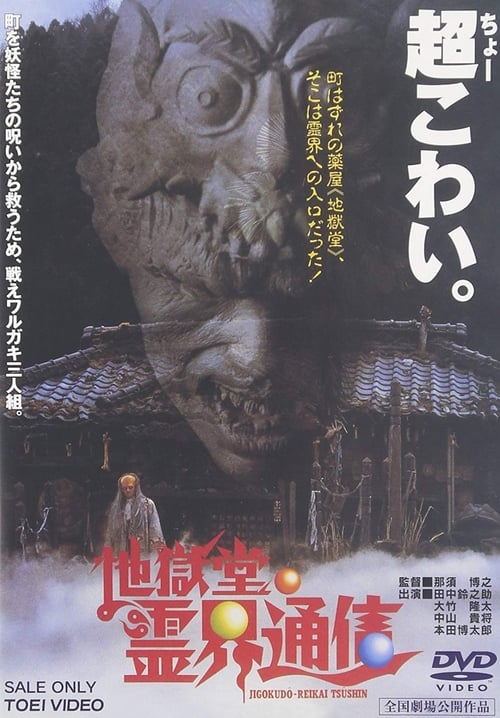 超こわい。
ちょー
町はずれの薬屋《地獄堂》、
そこは霊界への入口だった！
町を妖怪たちの呪いから救うため、戦えワルガキ三人組。
地獄堂・
霊界通信
JIGOKUDŌ-REIKAI TSUSHIN
監督■那須博之
出演■田中鈴之助
大竹隆太
中山貴将
本田博太郎
SALE ONLY
TOEI VIDEO
DVD
VIDEO
全国劇場公開作品